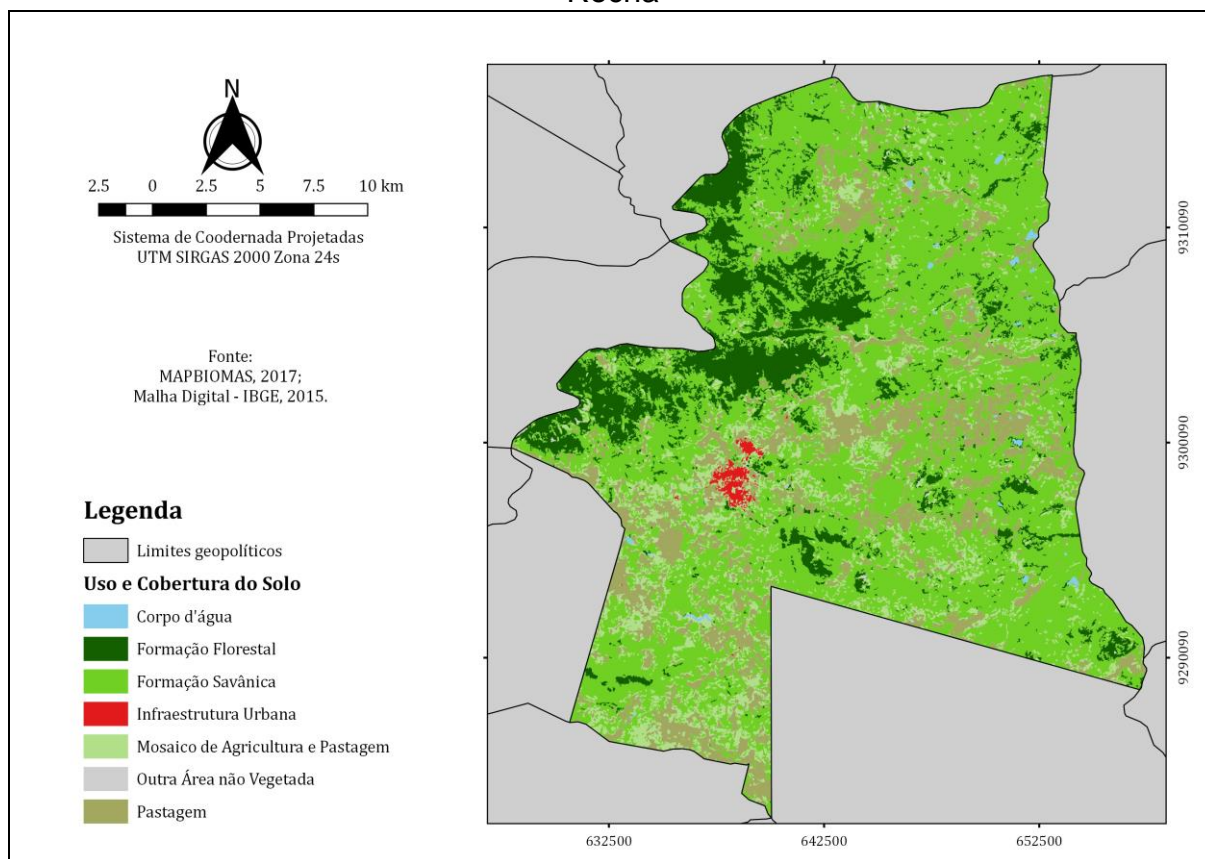 Rocha
N
2.5 0 2.5 5 7.5 10 km
Sistema de Coodernada Projetadas
UTM SIRGAS 2000 Zona 24s
Fonte:
MAPBIOMAS, 2017;
Malha Digital - IBGE, 2015.
Legenda
Limites geopolíticos
Uso e Cobertura do Solo
Corpo d'água
Formação Florestal
Formação Savânica
Infraestrutura Urbana
Mosaico de Agricultura e Pastagem
Outra Área não Vegetada
Pastagem
9310090
9300090
9290090
632500 642500 652500